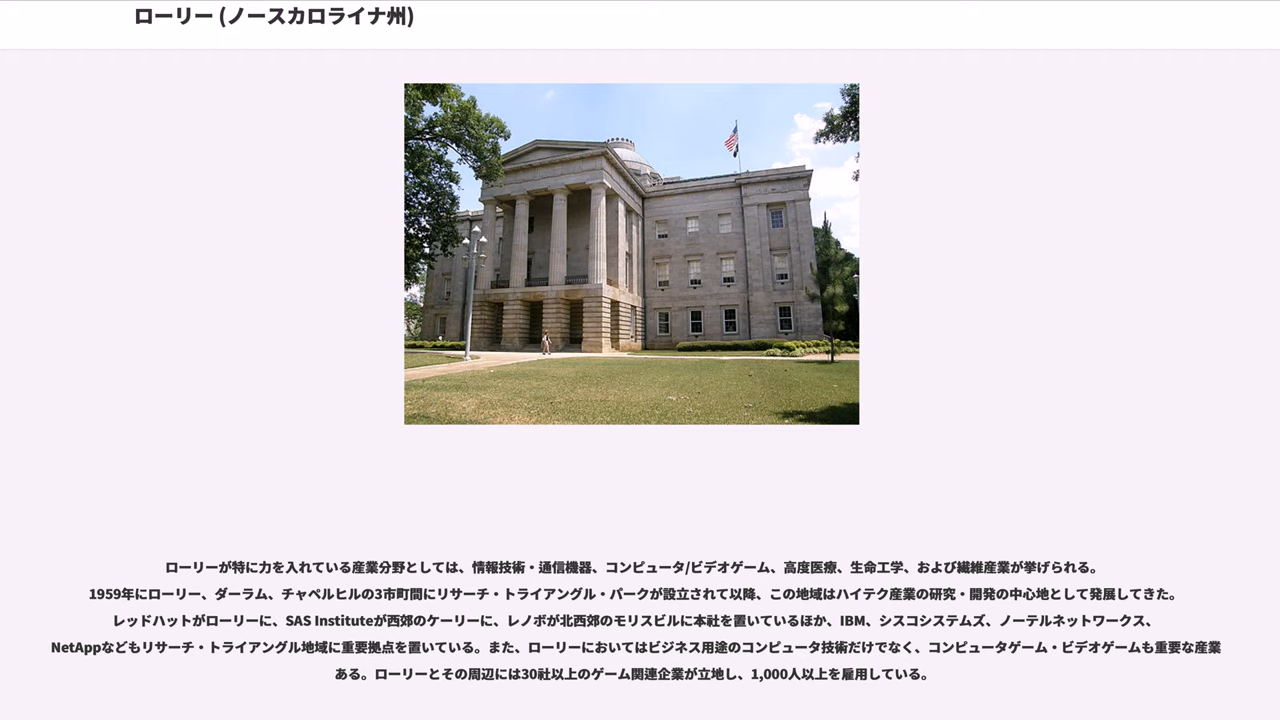 ローリー (ノースカロライナ州)
ローリーが特に力を入れている産業分野としては、情報技術・通信機器、コンピュータ/ビデオゲーム、高度医療、生命工学、および繊維産業が挙げられる。
1959年にローリー、ダーラム、チャペルヒルの3市町間にリサーチ・トライアングル・パークが設立されて以降、この地域はハイテク産業の研究・開発の中心地として発展してきた。
レッドハットがローリーに、SAS Instituteが西郊のケーリーに、レノボが北西郊のモリスビルに本社を置いているほか、IBM、シスコシステムズ、ノーテルネットワークス、
NetAppなどもリサーチ・トライアングル地域に重要拠点を置いている。また、ローリーにおいてはビジネス用途のコンピュータ技術だけでなく、コンピュータゲーム・ビデオゲームも重要な産業
ある。ローリーとその周辺には30社以上のゲーム関連企業が立地し、1,000人以上を雇用している。